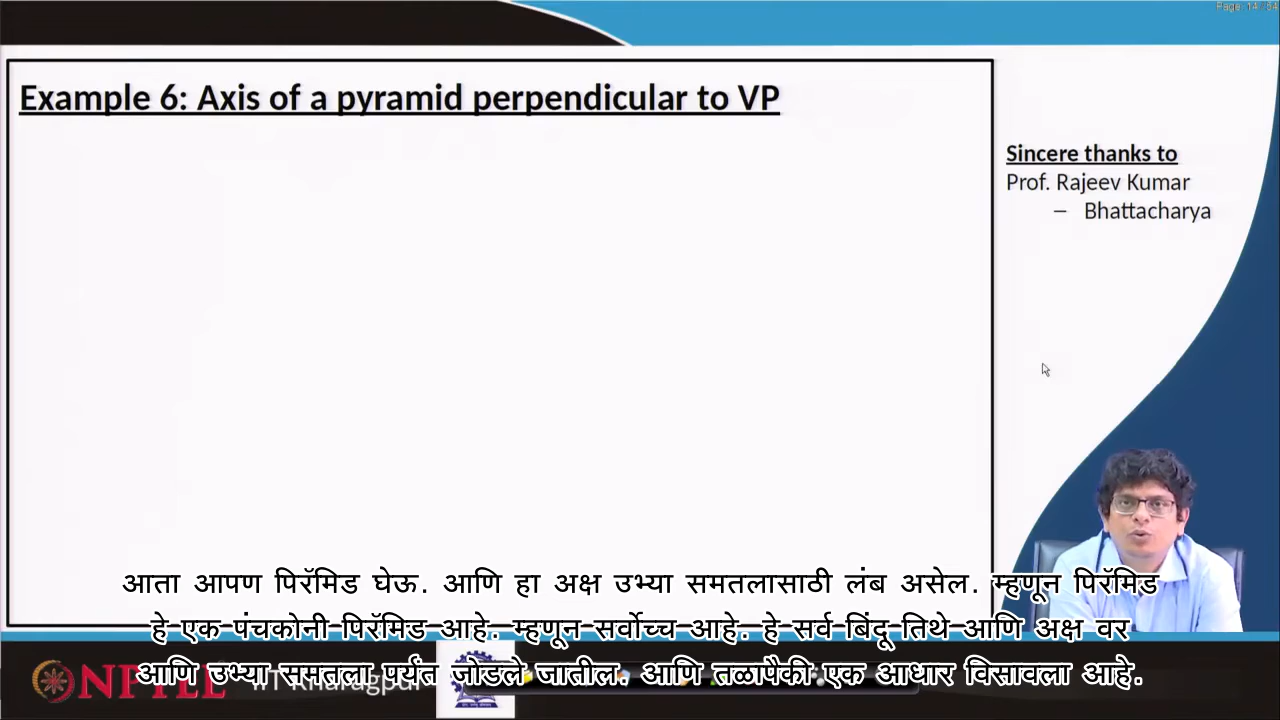 Example 6: Axis of a pyramid perpendicular to VP
Sincere thanks to
Prof. Rajeev Kumar
– Bhattacharya
आता आपण पिरॅमिड घेऊ. आणि हा अक्ष उभ्या समतलासाठी लंब असेल. म्हणून पिरॅमिड
हे एक पंचकोनी पिरॅमिड आहे. म्हणून सर्वोच्च आहे. हे सर्व बिंदू तिथे आणि अक्ष वर
आणि उभ्या समतला पर्यंत जोडले जातील. आणि तळापैकी एक आधार विसावला आहे.
NPTEL IIT Kharagpur